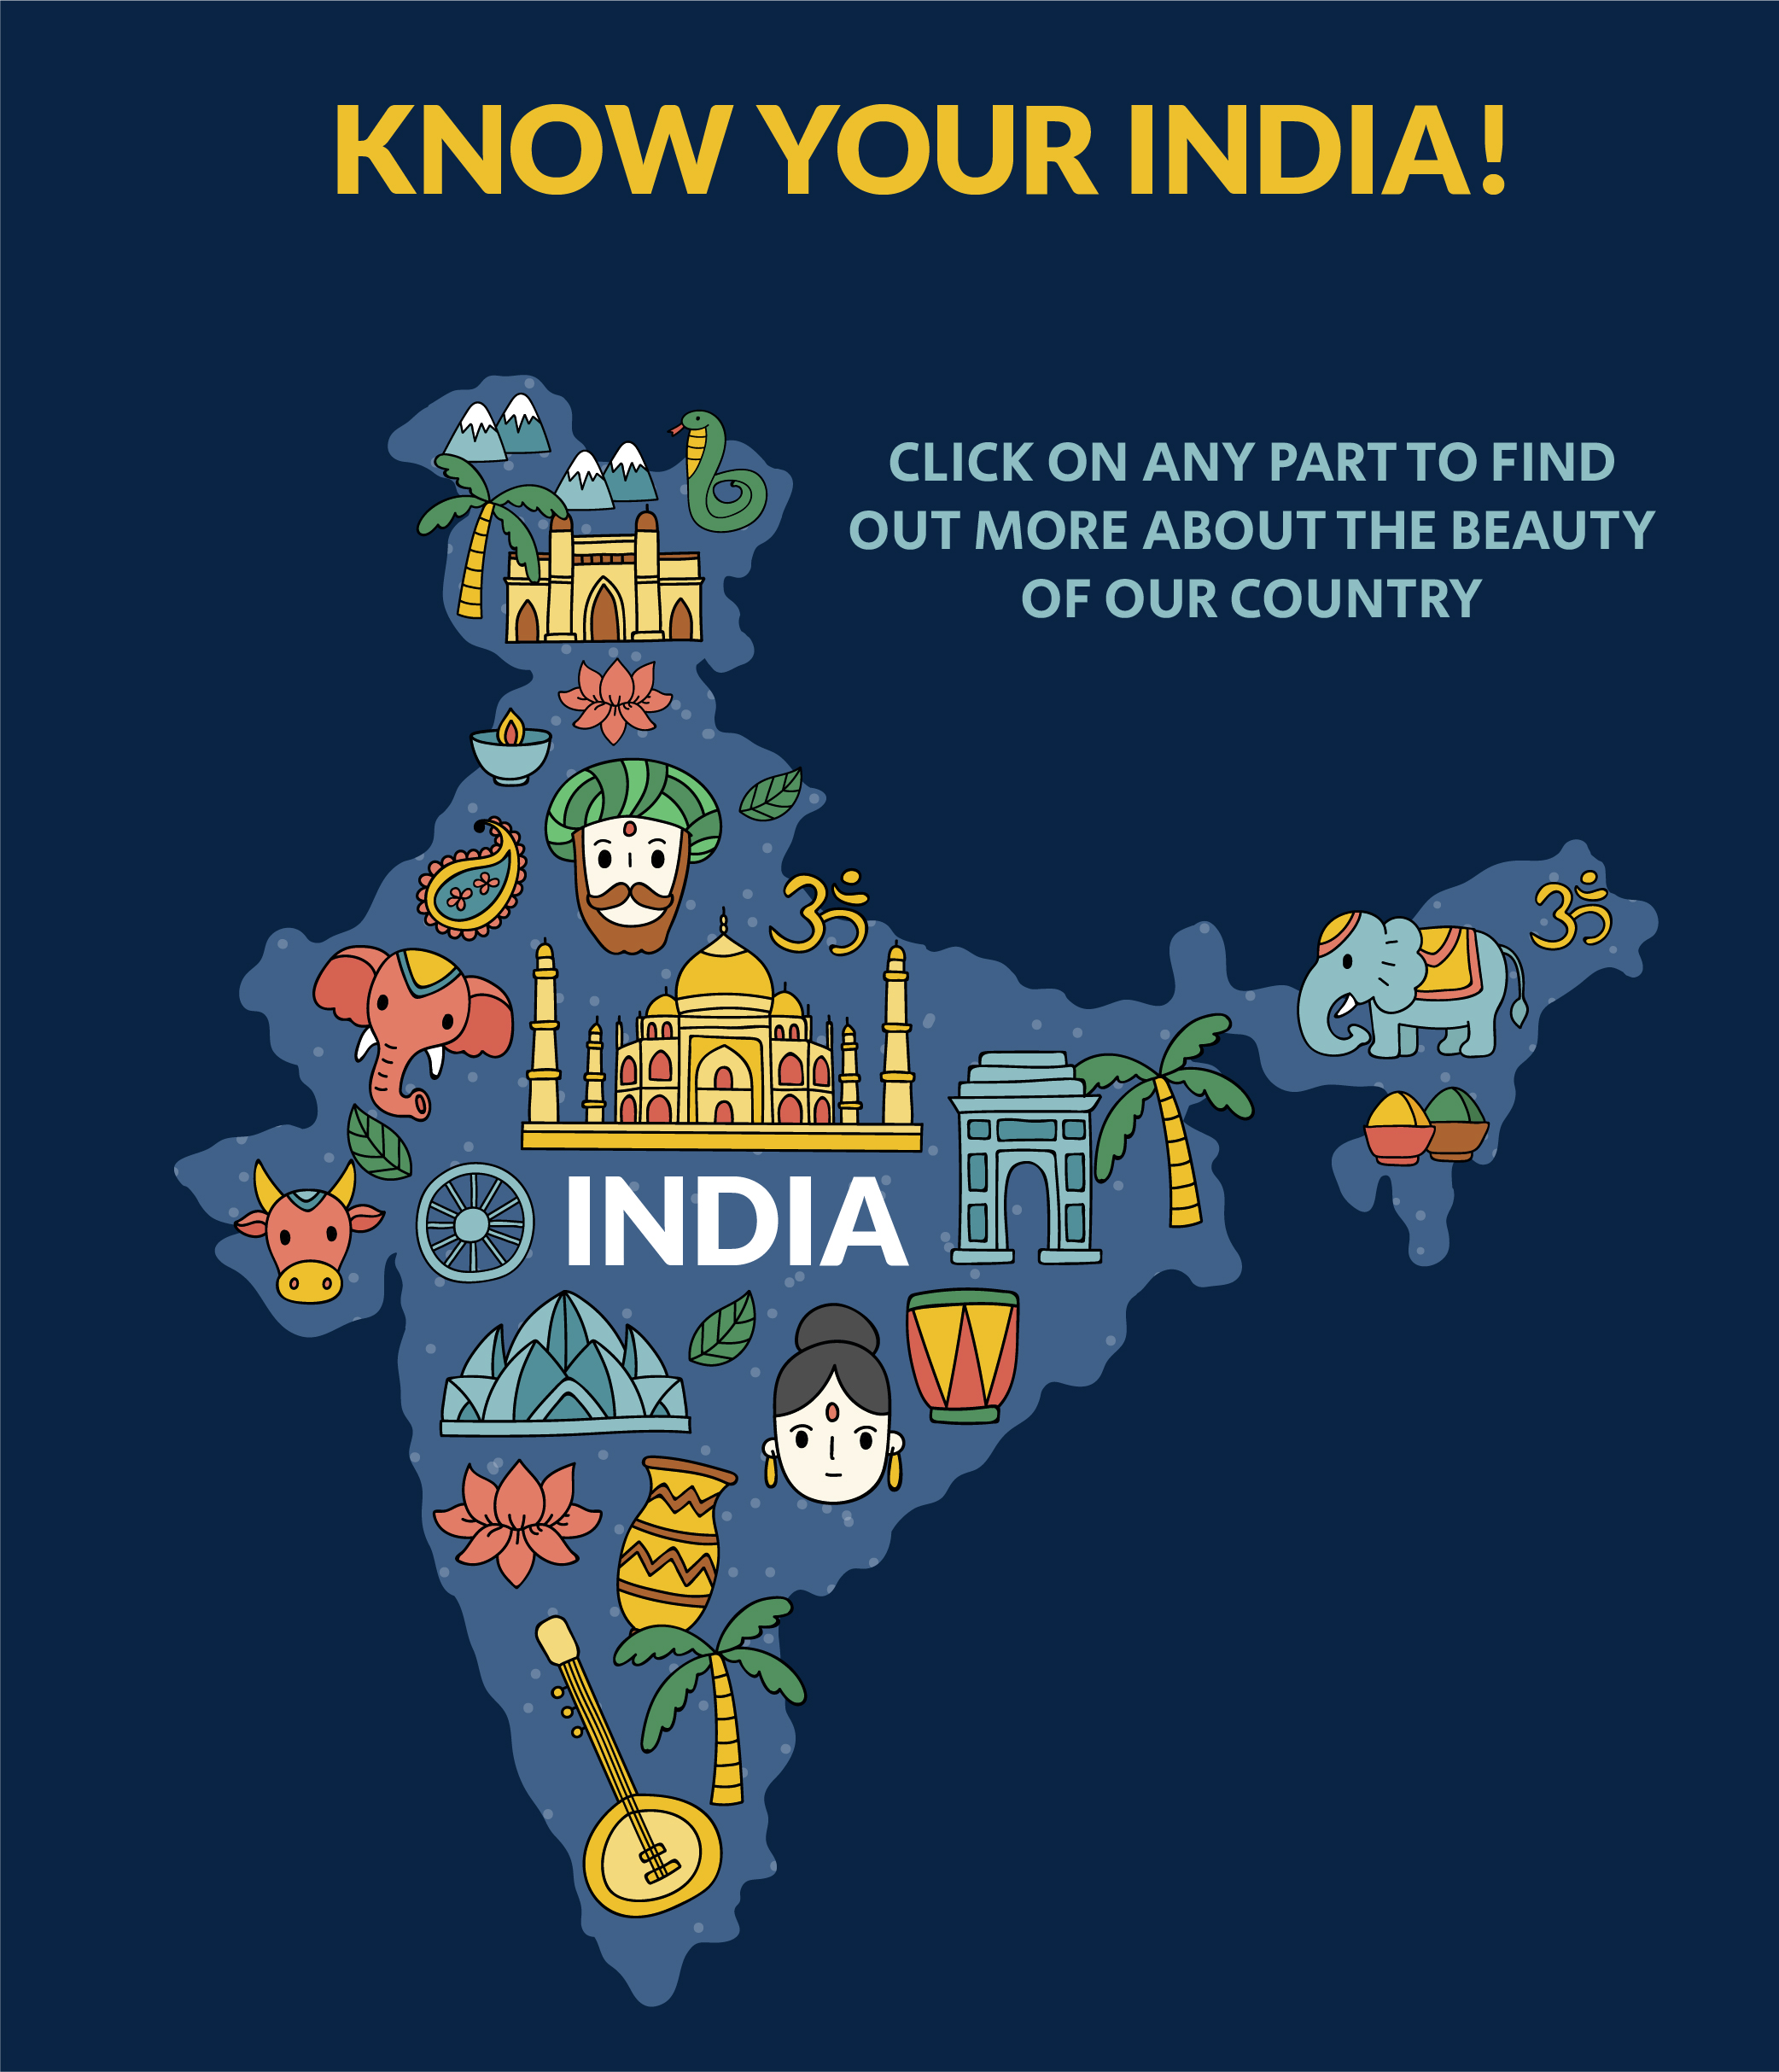 KNOW YOUR INDIA!
CLICK ON ANY PART TO FIND
OUT MORE ABOUT THE BEAUTY
OF OUR COUNTRY
ॐ
ॐ
INDIA